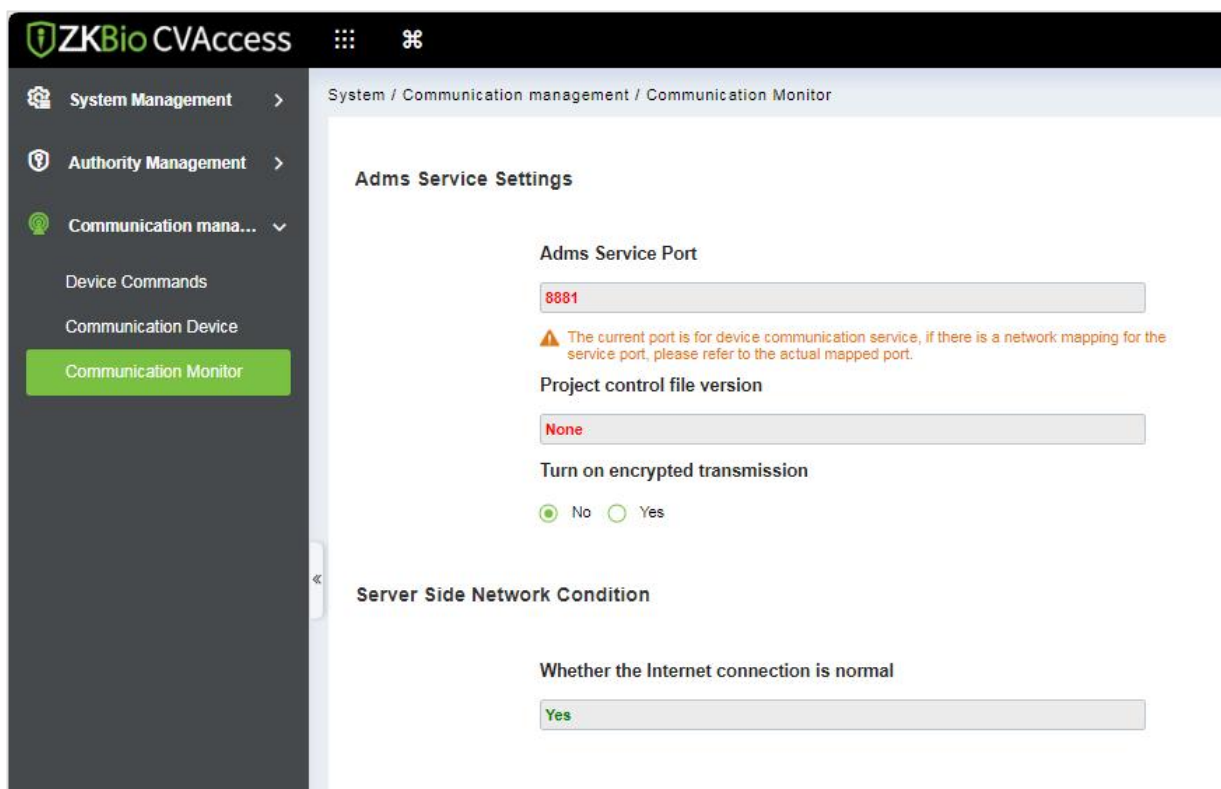 ZKBio CVAccess
System Management
Authority Management
Communication mana...
Device Commands
Communication Device
Communication Monitor
System / Communication management / Communication Monitor
Adms Service Settings
Adms Service Port
8881
The current port is for device communication service, if there is a network mapping for the
service port, please refer to the actual mapped port.
Project control file version
None
Turn on encrypted transmission
No Yes
Server Side Network Condition
Whether the Internet connection is normal
Yes